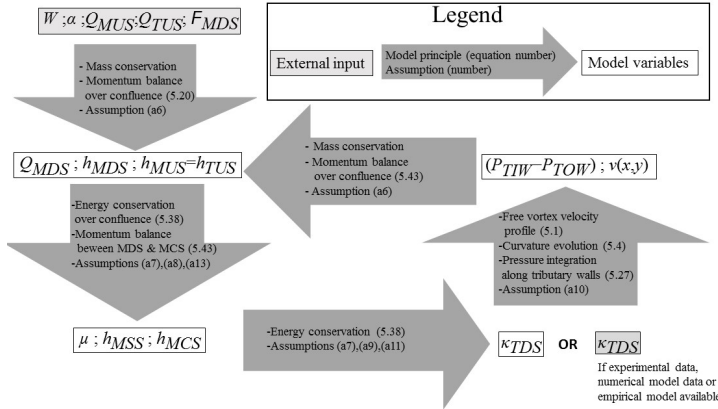 W ;α ;Q_MUS;Q_TUS; F_MDS
Legend
External input
Model principle (equation number)
Assumption (number)
Model variables
- Mass conservation
- Momentum balance
over confluence (5.20)
- Assumption (a6)
Q_MDS ; h_MDS ; h_MUS=h_TUS
- Mass conservation
- Momentum balance
over confluence (5.43)
- Assumption (a6)
(P_TIW–P_TOW) ; v(x,y)
-Energy conservation
over confluence (5.38)
-Momentum balance
beween MDS & MCS (5.43)
-Assumptions (a7),(a8),(a13)
-Free vortex velocity
profile (5.1)
-Curvature evolution (5.4)
-Pressure integration
along tributary walls (5.27)
-Assumption (a10)
μ ; h_MSS ; h_MCS
-Energy conservation (5.38)
-Assumptions (a7),(a9),(a11)
κ_TDS OR κ_TDS
If experimental data,
numerical model data or
empirical model available